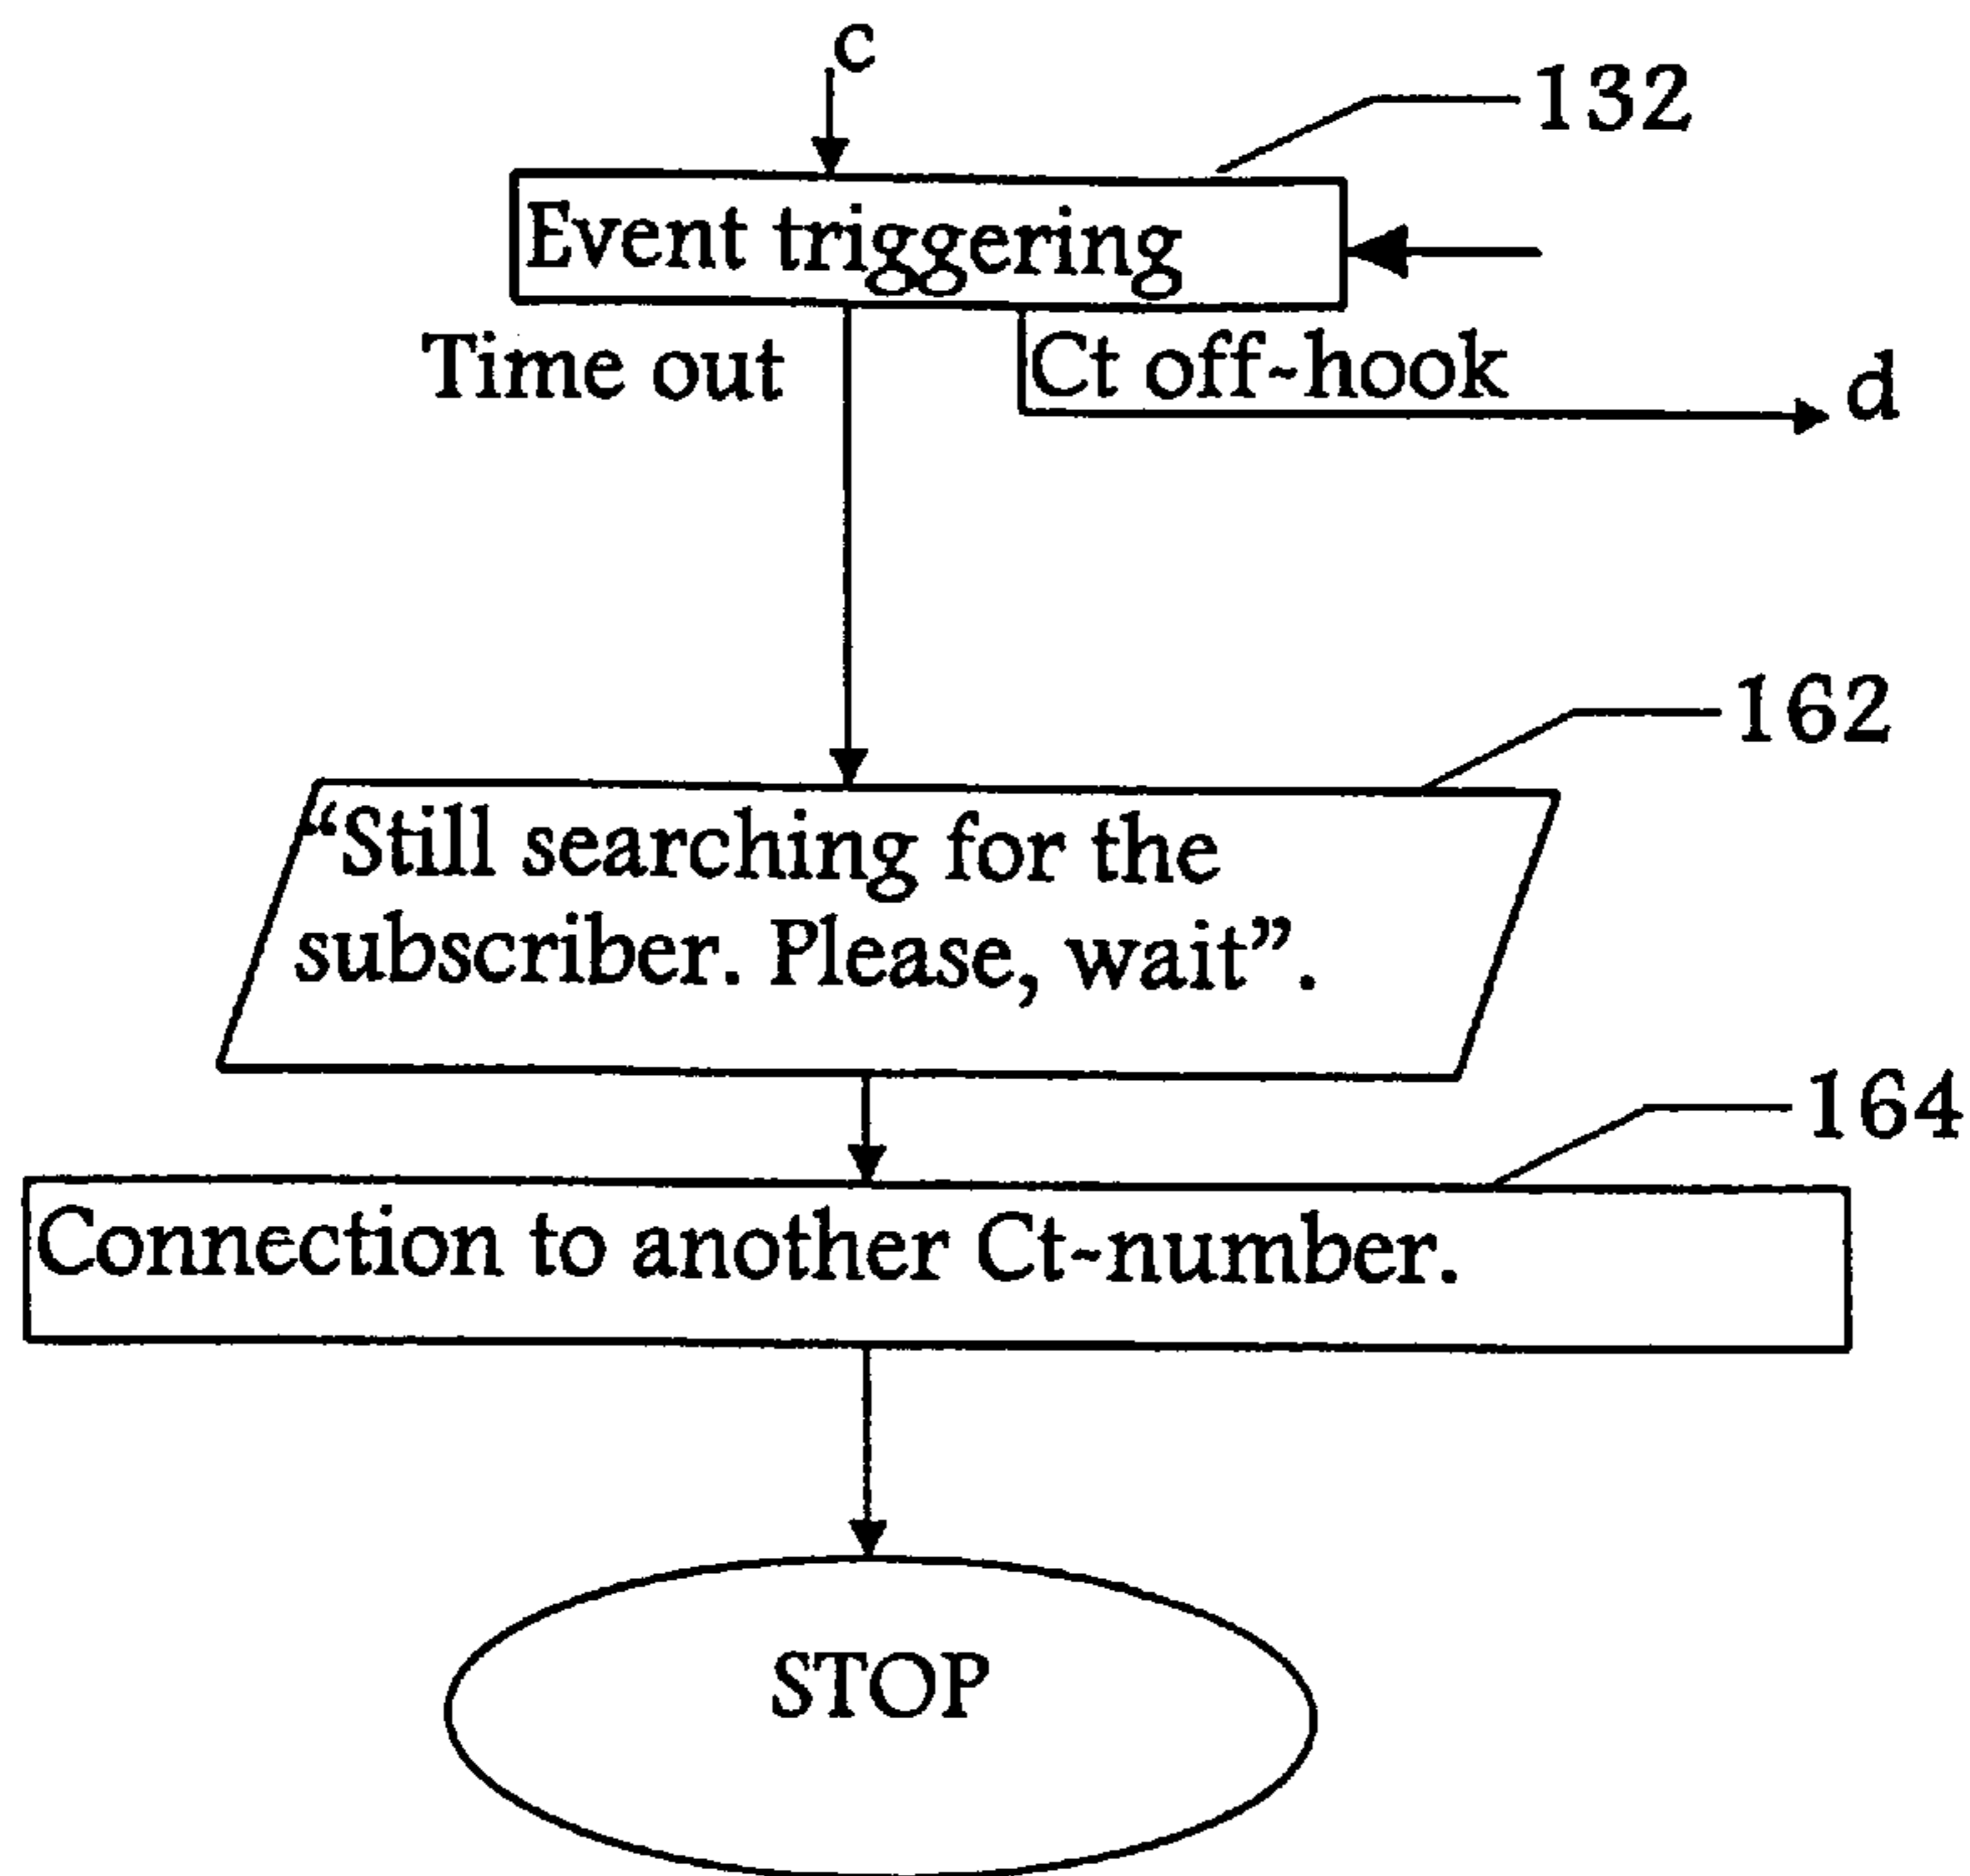 c
132
Event triggering
Time out
Ct off-hook
d
162
“Still searching for the
subscriber. Please, wait”.
164
Connection to another Ct-number.
STOP